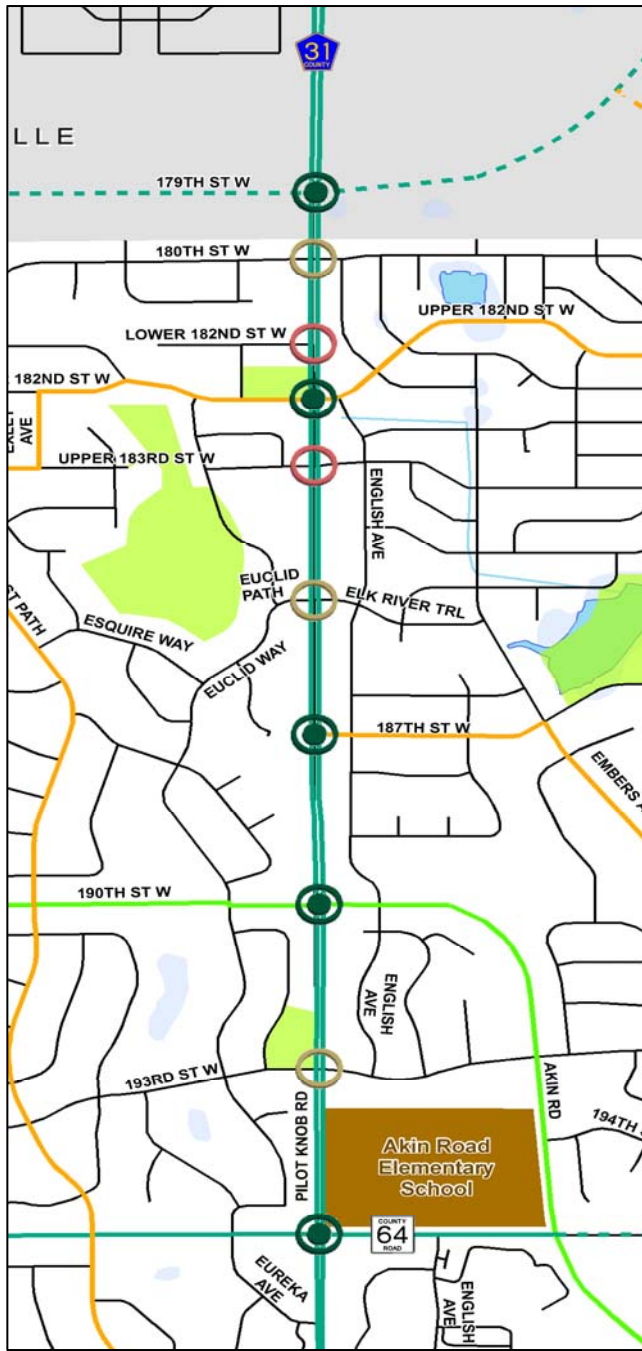 31
COUNTY
LLE
179TH ST W
180TH ST W
UPPER 182ND ST W
LOWER 182ND ST W
182ND ST W
AVE
UPPER 183RD ST W
ENGLISH AVE
EUCLID
PATH
ELK RIVER TRL
ST PATH
ESQUIRE WAY
EUCLID WAY
187TH ST W
EMBERS A
190TH ST W
ENGLISH
AVE
193RD ST W
AKIN RD
PILOT KNOB RD
194TH S
Akin Road
Elementary
School
COUNTY
64
ROAD
EUREKA
AVE
ENGLISH
AVE